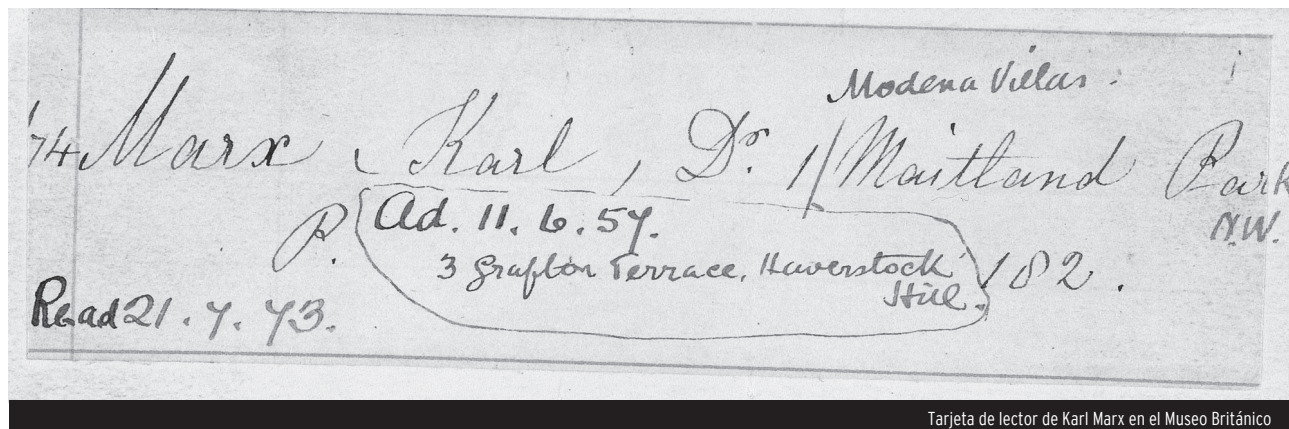 Modena Villas :
74 Marx, Karl, Dr. 1/ Maitland Park
N.W.
P. Ad. 11. 6. 57.
3 Grafton Terrace, Haverstock 182.
Hill.
Read 21. 7. 73.
Tarjeta de lector de Karl Marx en el Museo Británico